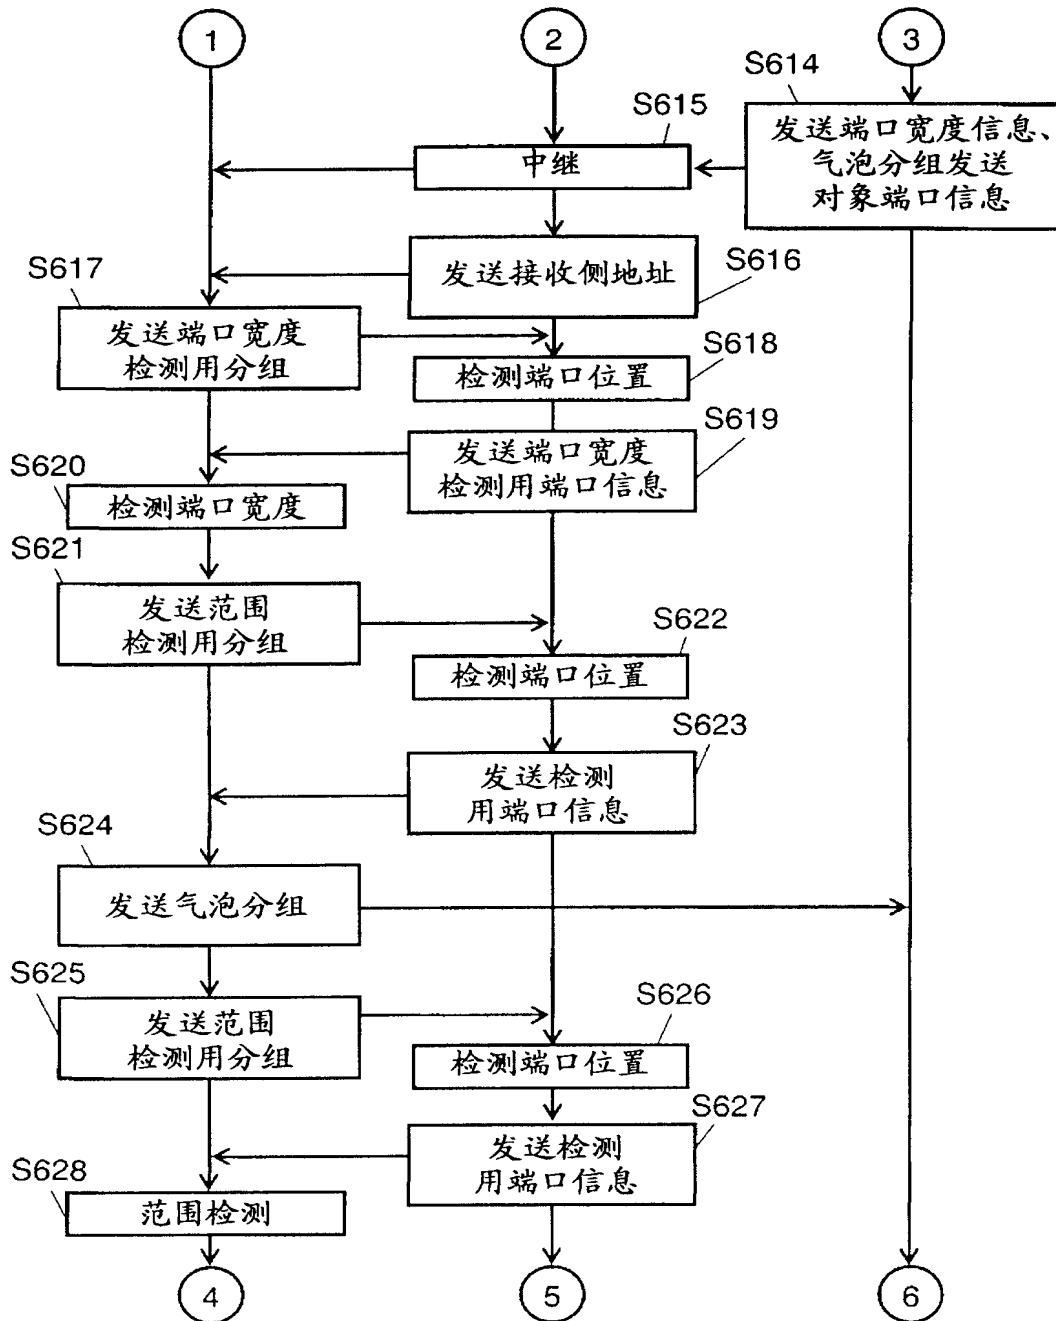 1
2
3
S614
发送端口宽度信息、
气泡分组发送
对象端口信息
S615
中继
S616
发送接收侧地址
S617
发送端口宽度
检测用分组
S618
检测端口位置
S619
发送端口宽度
检测用端口信息
S620
检测端口宽度
S621
发送范围
检测用分组
S622
检测端口位置
S623
发送检测
用端口信息
S624
发送气泡分组
S625
发送范围
检测用分组
S626
检测端口位置
S627
发送检测
用端口信息
S628
范围检测
4
5
6